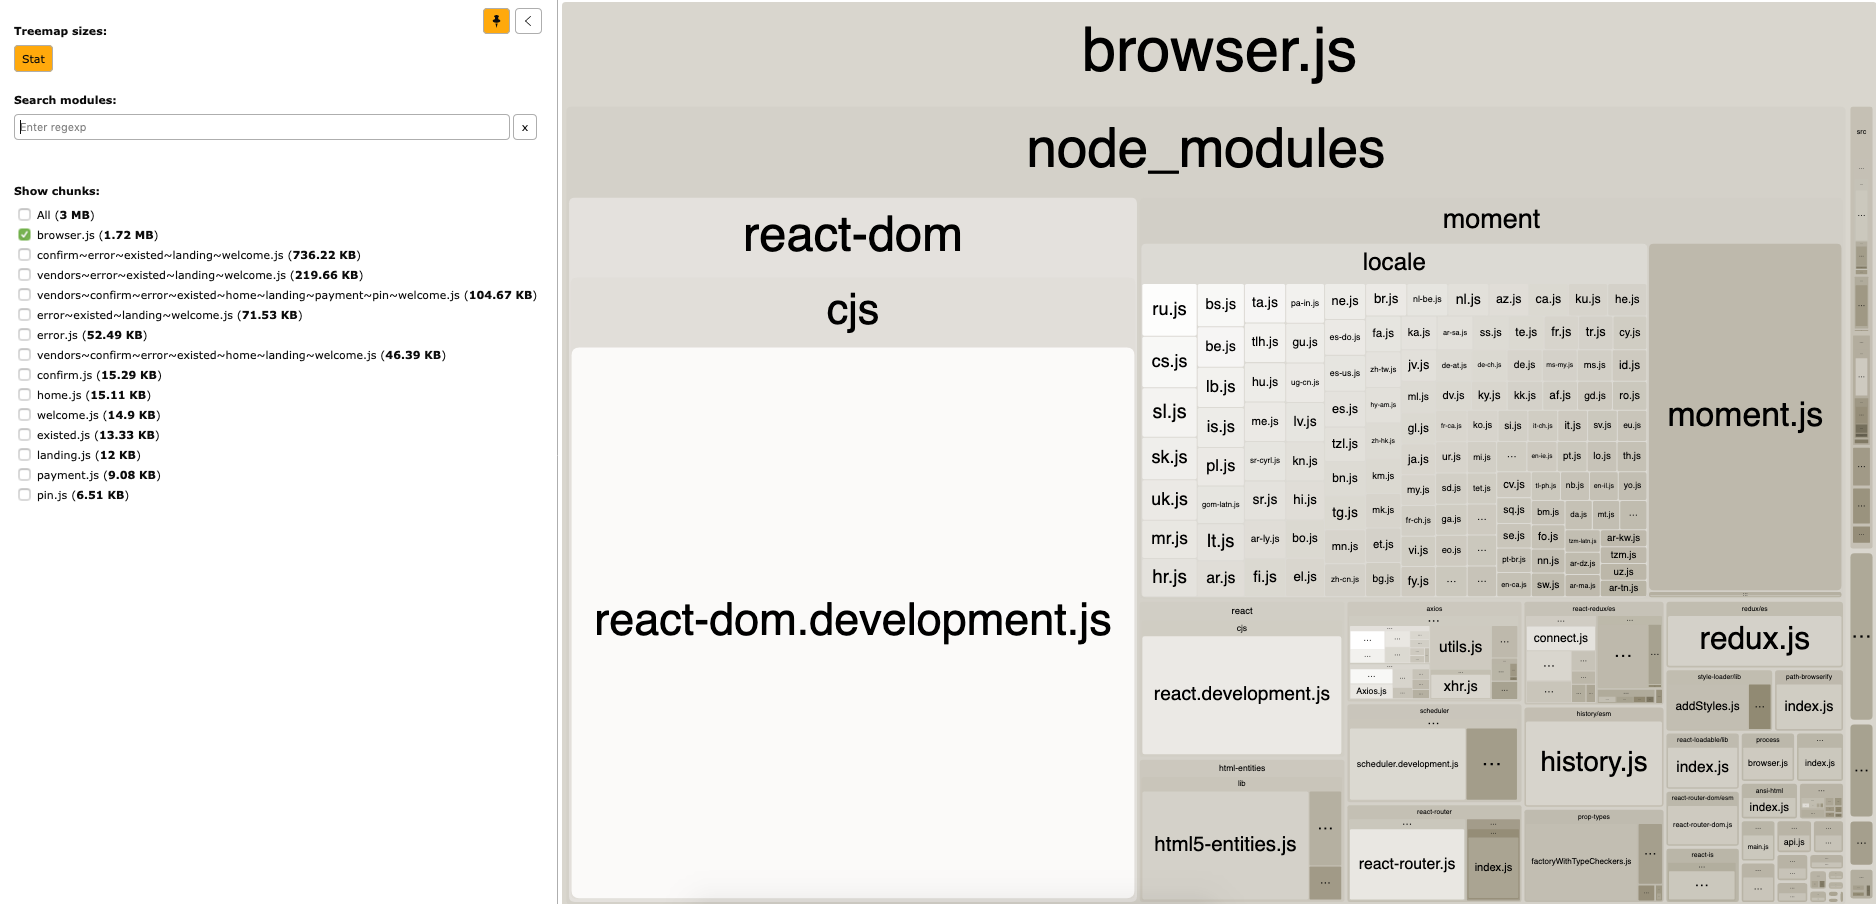 Treemap sizes:
Stat
Search modules:
Enter regexp
x
Show chunks:
All (3 MB)
browser.js (1.72 MB)
confirm~error~existed~landing~welcome.js (736.22 KB)
vendors~error~existed~landing~welcome.js (219.66 KB)
vendors~confirm~error~existed~home~landing~payment~pin~welcome.js (104.67 KB)
error~existed~landing~welcome.js (71.53 KB)
error.js (52.49 KB)
vendors~confirm~error~existed~home~landing~welcome.js (46.39 KB)
confirm.js (15.29 KB)
home.js (15.11 KB)
welcome.js (14.9 KB)
existed.js (13.33 KB)
landing.js (12 KB)
payment.js (9.08 KB)
pin.js (6.51 KB)
browser.js
node_modules
react-dom
cjs
react-dom.development.js
moment
locale
ru.js
cs.js
sl.js
sk.js
uk.js
mr.js
hr.js
bs.js
be.js
lb.js
is.js
pl.js
gom-latn.js
lt.js
ar.js
ta.js
tlh.js
hu.js
me.js
sr-cyrl.js
sr.js
ar-ly.js
fi.js
pa-in.js
gu.js
ug-cn.js
lv.js
kn.js
hi.js
bo.js
el.js
ne.js
es-do.js
es-us.js
es.js
tzl.js
bn.js
tg.js
mn.js
zh-cn.js
br.js
fa.js
zh-tw.js
hy-am.js
zh-hk.js
km.js
mk.js
et.js
bg.js
nl-be.js
nl.js
az.js
ca.js
ku.js
he.js
ka.js
ar-sa.js
ss.js
te.js
fr.js
tr.js
cy.js
jv.js
de-at.js
de-ch.js
de.js
ms-my.js
ms.js
id.js
ml.js
dv.js
ky.js
kk.js
af.js
gd.js
ro.js
gl.js
fr-ca.js
ko.js
si.js
it-ch.js
it.js
sv.js
eu.js
ja.js
ur.js
mi.js
...
en-ie.js
pt.js
lo.js
th.js
my.js
sd.js
tet.js
cv.js
tl-ph.js
nb.js
en-il.js
yo.js
fr-ch.js
ga.js
...
sq.js
bm.js
da.js
mt.js
...
vi.js
eo.js
...
se.js
fo.js
tzm-latn.js
ar-kw.js
pt-br.js
nn.js
ar-dz.js
tzm.js
uz.js
fy.js
...
...
en-ca.js
sw.js
ar-ma.js
ar-tn.js
moment.js
react
cjs
react.development.js
html-entities
lib
html5-entities.js
...
...
axios
...
utils.js
Axios.js
xhr.js
scheduler
...
scheduler.development.js
...
react-router
...
react-router.js
index.js
react-redux/es
...
connect.js
...
history/esm
history.js
prop-types
factoryWithTypeCheckers.js
...
redux/es
redux.js
style-loader/lib
addStyles.js
...
path-browserify
index.js
react-loadable/lib
index.js
process
browser.js
...
index.js
react-router-dom/esm
react-router-dom.js
ansi-html
index.js
react-is
...
main.js
api.js
src